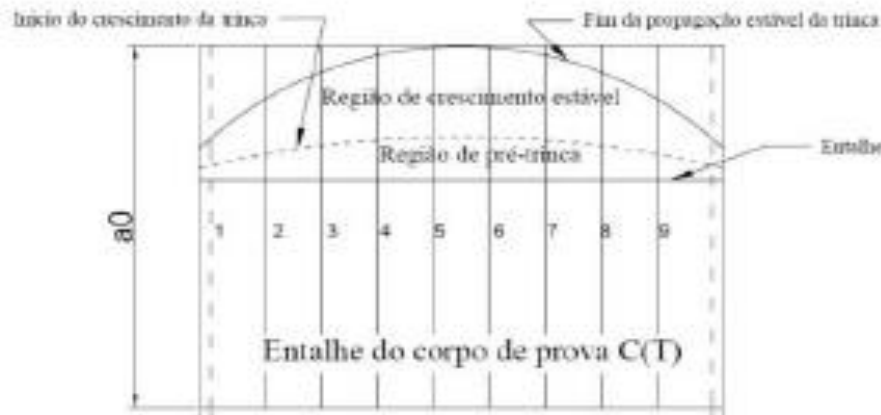 Início do crescimento da trinca
Fim da propagação estável da trinca
Região de crescimento estável
Região de pré-trinca
Entalhe
a0
1 2 3 4 5 6 7 8 9
Entalhe do corpo de prova C(T)